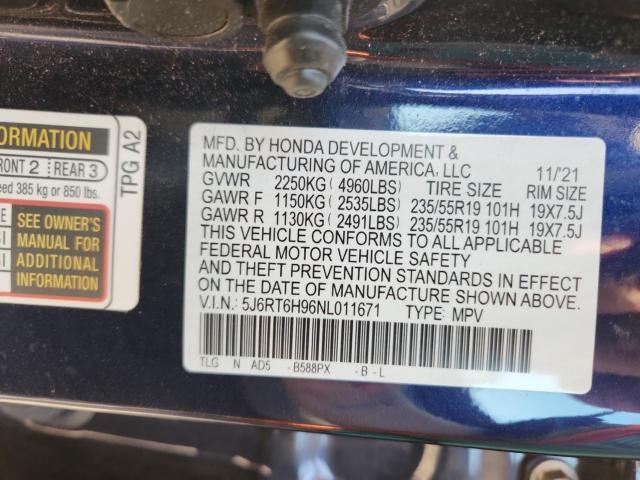 ORMATION
FRONT 2 REAR 3
eed 385 kg or 850 lbs.
SEE OWNER'S
MANUAL FOR
ADDITIONAL
INFORMATION
TPG A2
MFD. BY HONDA DEVELOPMENT &
MANUFACTURING OF AMERICA, LLC 11/'21
GVWR 2250KG ( 4960LBS) TIRE SIZE RIM SIZE
GAWR F 1150KG ( 2535LBS) 235/55R19 101H 19X7.5J
GAWR R 1130KG ( 2491LBS) 235/55R19 101H 19X7.5J
THIS VEHICLE CONFORMS TO ALL APPLICABLE
FEDERAL MOTOR VEHICLE SAFETY
AND THEFT PREVENTION STANDARDS IN EFFECT
ON THE DATE OF MANUFACTURE SHOWN ABOVE.
V.I.N.: 5J6RT6H96NL011671 TYPE: MPV
TLG N AD5 - B588PX - B - L